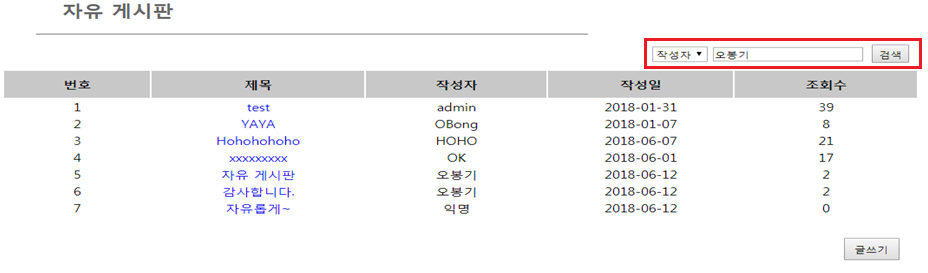 자유 게시판
작성자 오봉기 검색
번호 제목 작성자 작성일 조회수
1 test admin 2018-01-31 39
2 YAYA OBong 2018-01-07 8
3 Hohohohoho HOHO 2018-06-07 21
4 xxxxxxxxx OK 2018-06-01 17
5 자유 게시판 오봉기 2018-06-12 2
6 감사합니다. 오봉기 2018-06-12 2
7 자유롭게~ 익명 2018-06-12 0
글쓰기